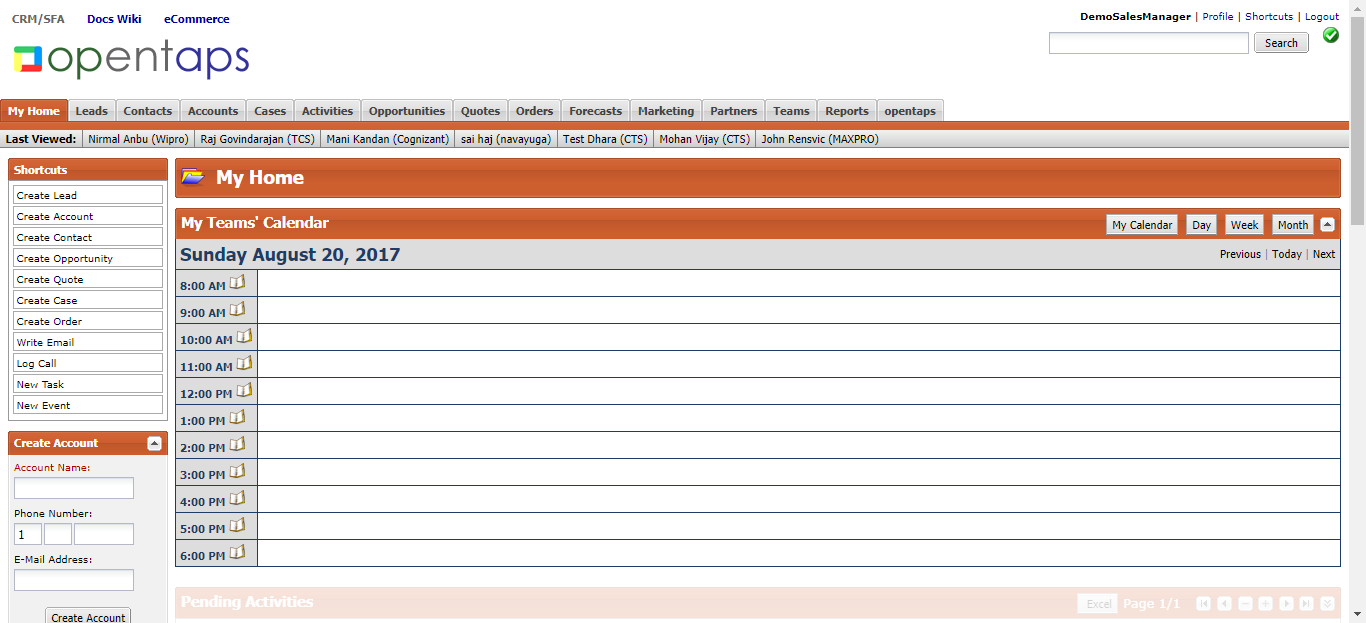 CRM/SFA Docs Wiki eCommerce
DemoSalesManager | Profile | Shortcuts | Logout
opentaps
Search
My Home Leads Contacts Accounts Cases Activities Opportunities Quotes Orders Forecasts Marketing Partners Teams Reports opentaps
Last Viewed: Nirmal Anbu (Wipro) Raj Govindarajan (TCS) Mani Kandan (Cognizant) sai haj (navayuga) Test Dhara (CTS) Mohan Vijay (CTS) John Rensvic (MAXPRO)
Shortcuts
Create Lead
Create Account
Create Contact
Create Opportunity
Create Quote
Create Case
Create Order
Write Email
Log Call
New Task
New Event
Create Account
Account Name:
Phone Number:
1
E-Mail Address:
Create Account
My Home
My Teams' Calendar
My Calendar Day Week Month
Sunday August 20, 2017
Previous | Today | Next
8:00 AM
9:00 AM
10:00 AM
11:00 AM
12:00 PM
1:00 PM
2:00 PM
3:00 PM
4:00 PM
5:00 PM
6:00 PM
Pending Activities
Excel Page 1/1